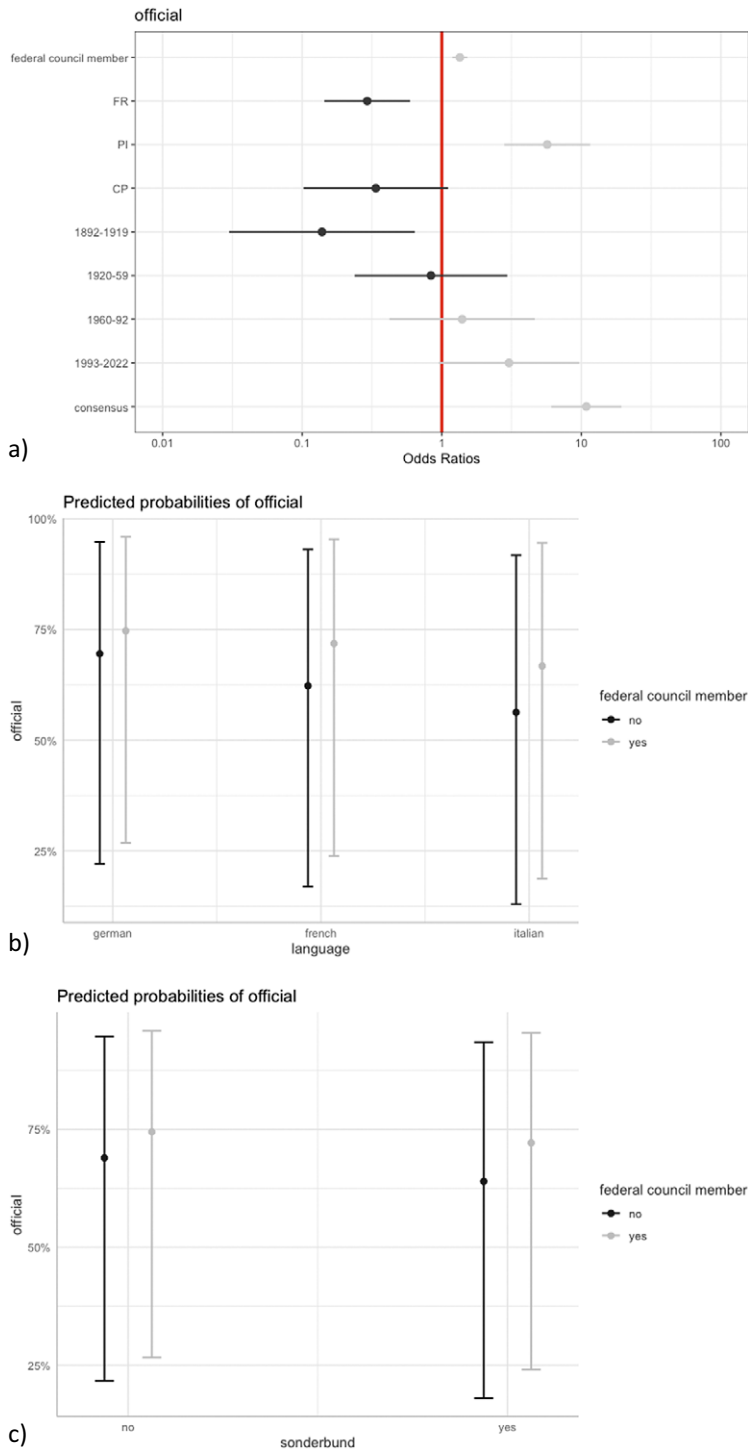 official
federal council member
FR
PI
CP
1892-1919
1920-59
1960-92
1993-2022
consensus
0.01 0.1 1 10 100
Odds Ratios
a)
Predicted probabilities of official
100%
75%
50%
25%
official
german french italian
language
federal council member
no
yes
b)
Predicted probabilities of official
75%
50%
25%
official
no yes
sonderbund
federal council member
no
yes
c)